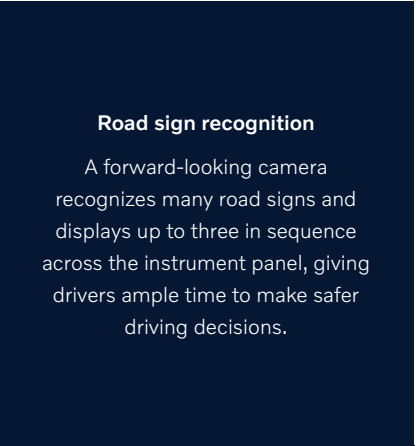 Road sign recognition
A forward-looking camera
recognizes many road signs and
displays up to three in sequence
across the instrument panel, giving
drivers ample time to make safer
driving decisions.